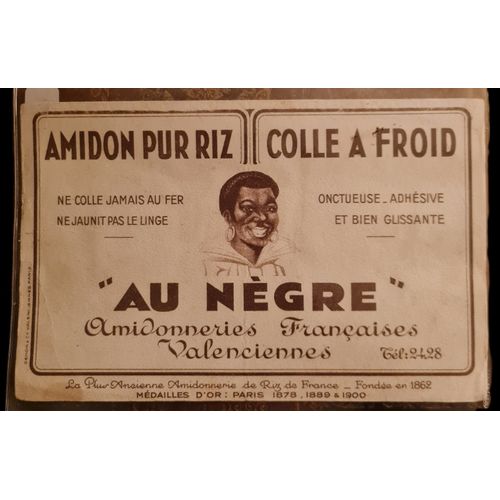 AMIDON PUR RIZ
COLLE A FROID
NE COLLE JAMAIS AU FER
NE JAUNIT PAS LE LINGE
ONCTUEUSE - ADHÉSIVE
ET BIEN GLISSANTE
"AU NÈGRE"
Amidonneries Françaises
Valenciennes Tél: 24.28
La Plus Ancienne Amidonnerie de Riz de France _ Fondée en 1862
MÉDAILLES D'OR: PARIS 1878, 1889 & 1900